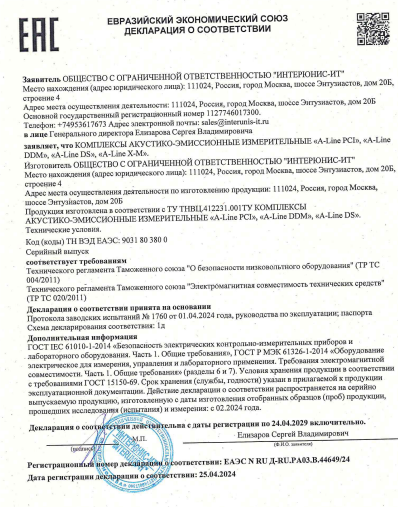 ЕАС
ЕВРАЗИЙСКИЙ ЭКОНОМИЧЕСКИЙ СОЮЗ
ДЕКЛАРАЦИЯ О СООТВЕТСТВИИ
Заявитель ОБЩЕСТВО С ОГРАНИЧЕННОЙ ОТВЕТСТВЕННОСТЬЮ "ИНТЕРЮНИС-ИТ"
Место нахождения (адрес юридического лица): 111024, Россия, город Москва, шоссе Энтузиастов, дом 20Б,
строение 4
Адрес места осуществления деятельности: 111024, Россия, город Москва, шоссе Энтузиастов, дом 20Б
Основной государственный регистрационный номер 1127746017300.
Телефон: +74953617673 Адрес электронной почты: sales@interunis-it.ru
в лице Генерального директора Елизарова Сергея Владимировича
заявляет, что КОМПЛЕКСЫ АКУСТИКО-ЭМИССИОННЫЕ ИЗМЕРИТЕЛЬНЫЕ «A-Line PCI», «A-Line
DDM», «A-Line DS», «A-Line X-M».
Изготовитель ОБЩЕСТВО С ОГРАНИЧЕННОЙ ОТВЕТСТВЕННОСТЬЮ "ИНТЕРЮНИС-ИТ"
Место нахождения (адрес юридического лица): 111024, Россия, город Москва, шоссе Энтузиастов, дом 20Б,
строение 4
Адрес места осуществления деятельности по изготовлению продукции: 111024, Россия, город Москва,
шоссе Энтузиастов, дом 20Б
Продукция изготовлена в соответствии с ТУ ТНВЦ.412231.001ТУ КОМПЛЕКСЫ
АКУСТИКО-ЭМИССИОННЫЕ ИЗМЕРИТЕЛЬНЫЕ «A-Line PCI», «A-Line DDM», «A-Line DS».
Технические условия.
Код (коды) ТН ВЭД ЕАЭС: 9031 80 380 0
Серийный выпуск
соответствует требованиям
Технического регламента Таможенного союза "О безопасности низковольтного оборудования" (ТР ТС
004/2011)
Технического регламента Таможенного союза "Электромагнитная совместимость технических средств"
(ТР ТС 020/2011)
Декларация о соответствии принята на основании
Протокола заводских испытаний № 1760 от 01.04.2024 года, руководства по эксплуатации; паспорта
Схема декларирования соответствия: 1д
Дополнительная информация
ГОСТ IEC 61010-1-2014 «Безопасность электрических контрольно-измерительных приборов и
лабораторного оборудования. Часть 1. Общие требования», ГОСТ Р МЭК 61326-1-2014 «Оборудование
электрическое для измерения, управления и лабораторного применения. Требования электромагнитной
совместимости. Часть 1. Общие требования» (разделы 6 и 7). Условия хранения продукции в соответствии
с требованиями ГОСТ 15150-69. Срок хранения (службы, годности) указан в прилагаемой к продукции
эксплуатационной документации. Действие декларации о соответствии распространяется на серийно
выпускаемую продукцию, изготовленную с даты изготовления отобранных образцов (проб) продукции,
прошедших исследования (испытания) и измерения: с 02.2024 года.
Декларация о соответствии действительна с даты регистрации по 24.04.2029 включительно.
М.П.
Елизаров Сергей Владимирович
(подпись)
(Ф.И.О. заявителя)
Регистрационный номер декларации о соответствии: ЕАЭС N RU Д-RU.РА03.В.44649/24
Дата регистрации декларации о соответствии: 25.04.2024